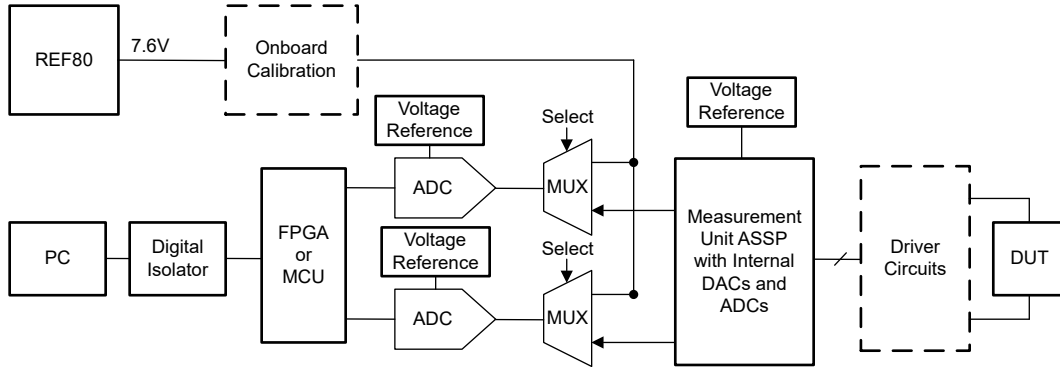 REF80
7.6V
Onboard
Calibration
Voltage
Reference
Select
Voltage
Reference
ADC
MUX
PC
Digital
Isolator
FPGA
or
MCU
Voltage
Reference
Select
ADC
MUX
Measurement
Unit ASSP
with Internal
DACs and
ADCs
Driver
Circuits
DUT